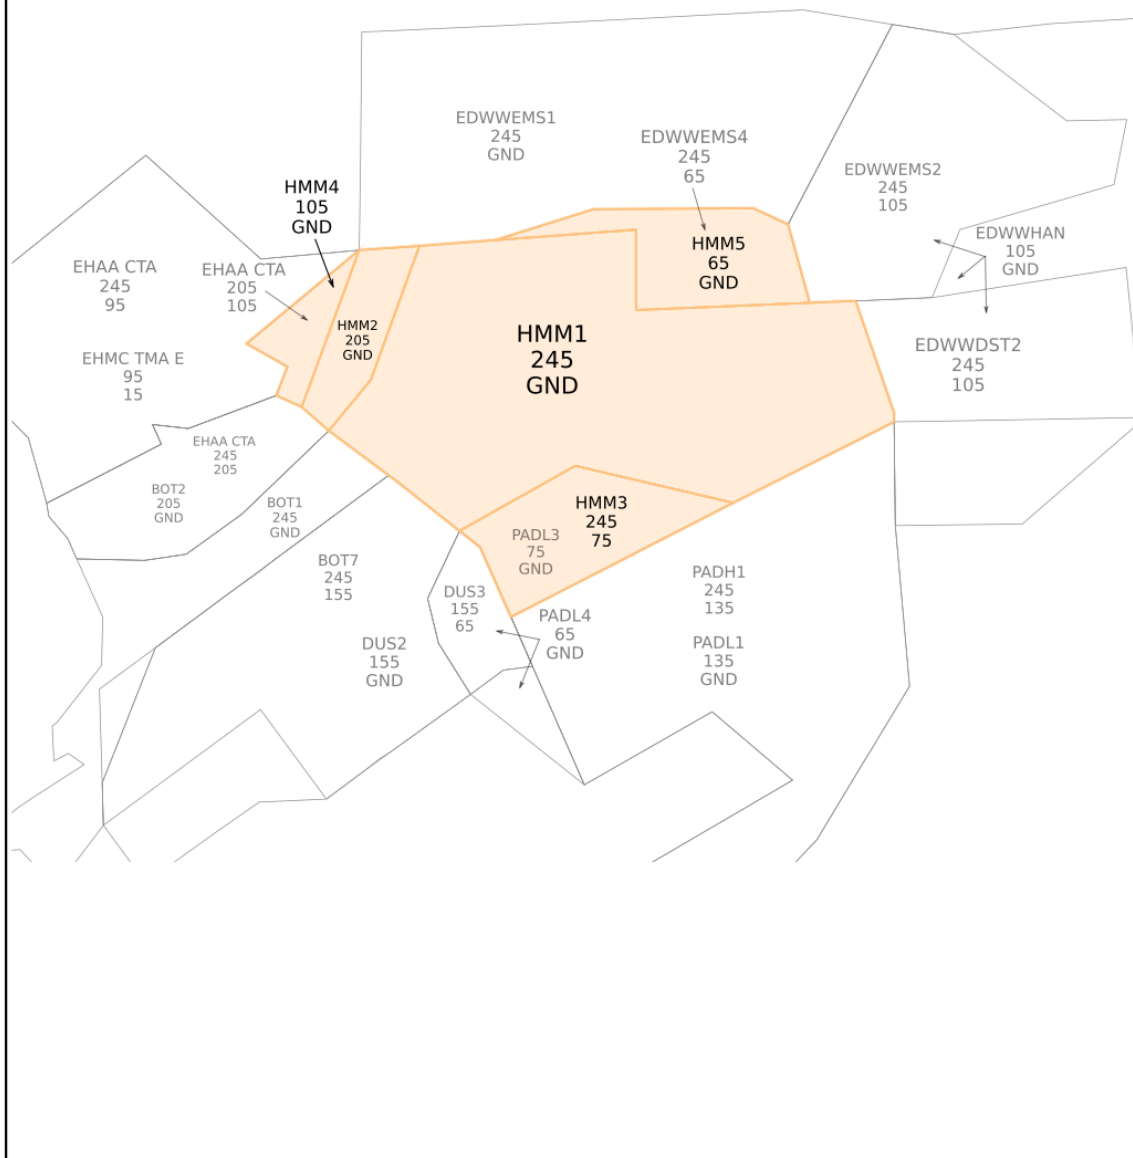 EDWWEMS1
245
GND
EDWWEMS4
245
65
EDWWEMS2
245
105
HMM4
105
GND
EDWWHAN
105
GND
EHAA CTA
245
95
EHAA CTA
205
105
HMM5
65
GND
HMM2
205
GND
HMM1
245
GND
EDWWDST2
245
105
EHMC TMA E
95
15
EHAA CTA
245
205
BOT2
205
GND
BOT1
245
GND
HMM3
245
75
PADL3
75
GND
BOT7
245
155
DUS3
155
65
PADH1
245
135
PADL4
65
GND
DUS2
155
GND
PADL1
135
GND